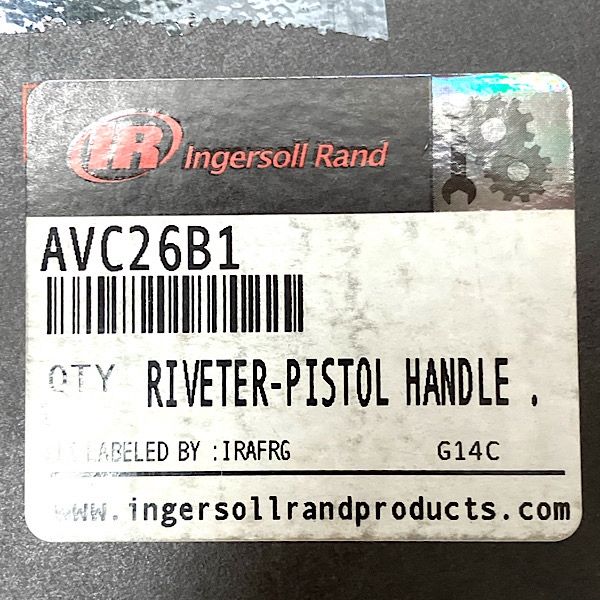 IR Ingersoll Rand
AVC26B1
QTY RIVETER-PISTOL HANDLE .
LABELED BY :IRAFRG G14C
www.ingersollrandproducts.com